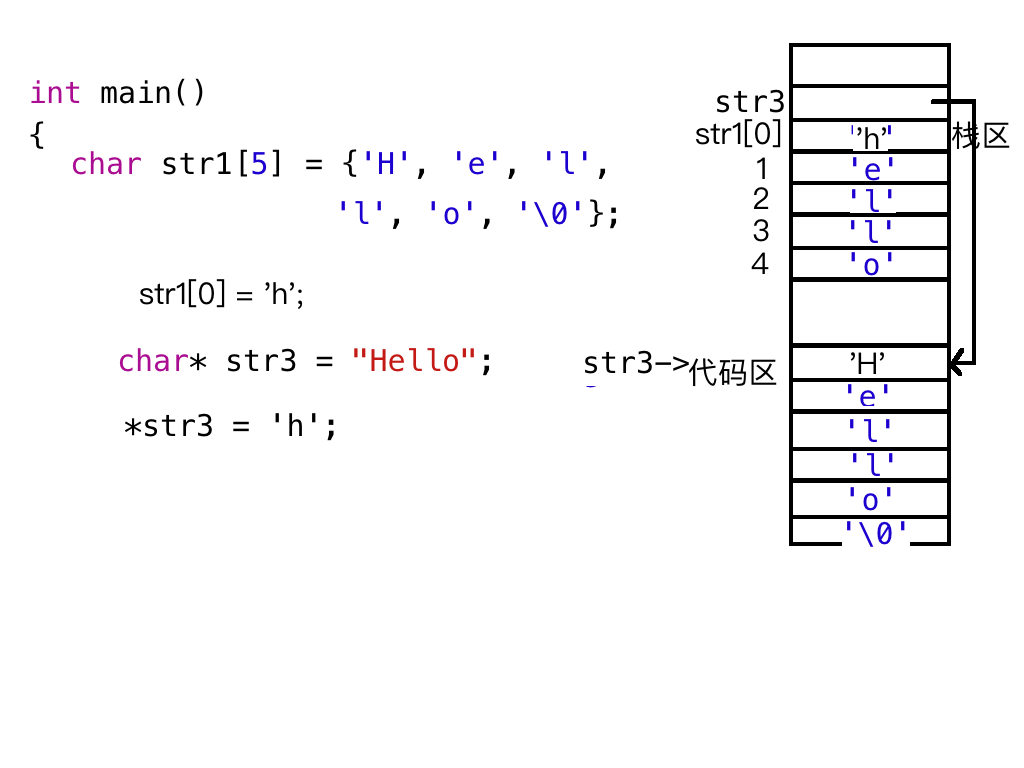 int main()
{
char str1[5] = {'H', 'e', 'l',
'l', 'o', '\0'};
str1[0] = ’h’;
char* str3 = "Hello";
*str3 = 'h';
str3
str1[0] ’h’ 栈区
1 'e'
2 'l'
3 'l'
4 'o'
str3->代码区 ’H’
'e'
'l'
'l'
'o'
'\0'